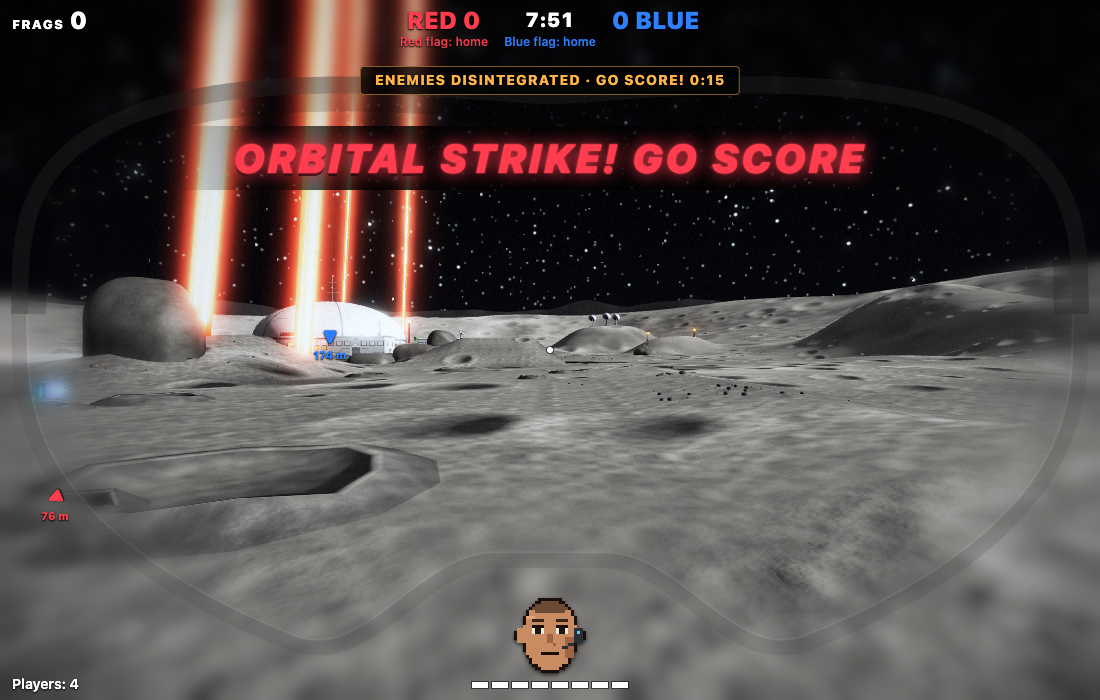 FRAGS 0
RED 0 7:51 0 BLUE
Red flag: home Blue flag: home
ENEMIES DISINTEGRATED · GO SCORE! 0:15
ORBITAL STRIKE! GO SCORE
174 m
76 m
Players: 4